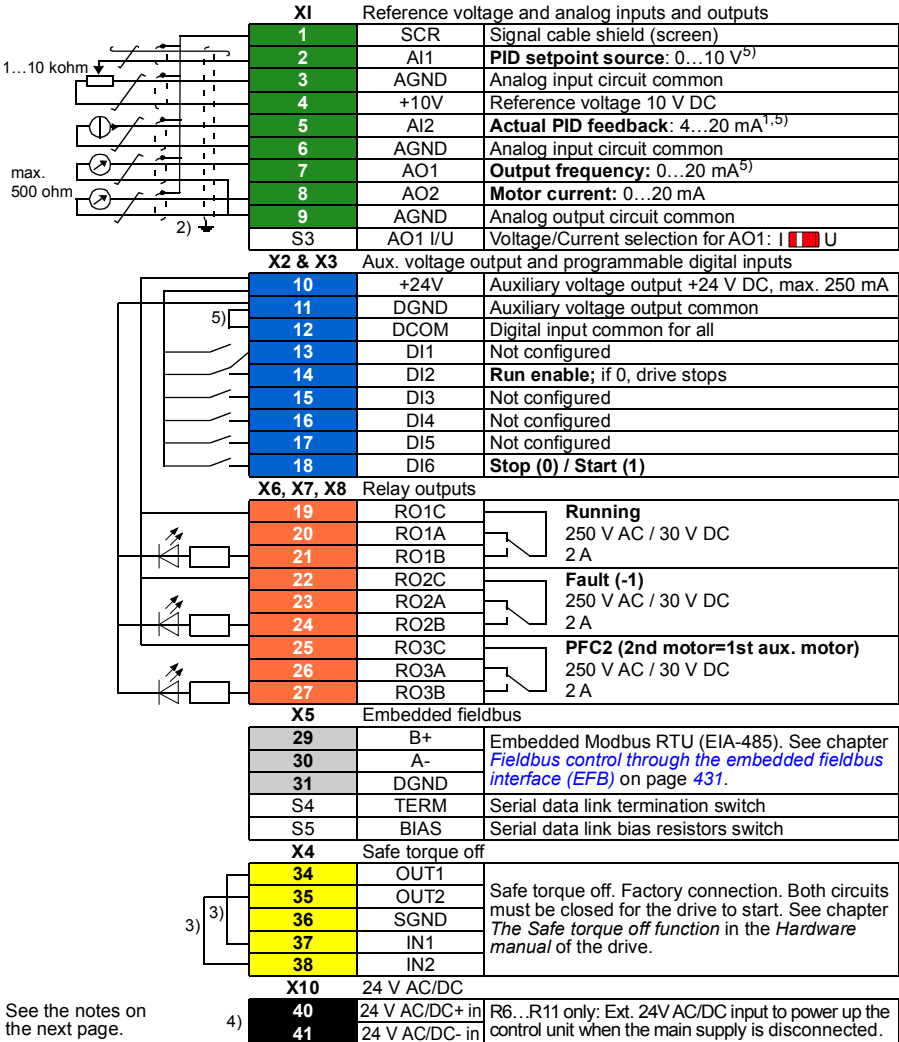 XI Reference voltage and analog inputs and outputs
1 SCR Signal cable shield (screen)
1…10 kohm
2 AI1 PID setpoint source: 0…10 V5)
3 AGND Analog input circuit common
4 +10V Reference voltage 10 V DC
5 AI2 Actual PID feedback: 4…20 mA1,5)
6 AGND Analog input circuit common
max.
500 ohm
7 AO1 Output frequency: 0…20 mA5)
8 AO2 Motor current: 0…20 mA
9 AGND Analog output circuit common
2)
S3 AO1 I/U Voltage/Current selection for AO1: I U
X2 & X3 Aux. voltage output and programmable digital inputs
10 +24V Auxiliary voltage output +24 V DC, max. 250 mA
11 DGND Auxiliary voltage output common
5)
12 DCOM Digital input common for all
13 DI1 Not configured
14 DI2 Run enable; if 0, drive stops
15 DI3 Not configured
16 DI4 Not configured
17 DI5 Not configured
18 DI6 Stop (0) / Start (1)
X6, X7, X8 Relay outputs
19 RO1C Running
20 RO1A 250 V AC / 30 V DC
21 RO1B 2 A
22 RO2C Fault (-1)
23 RO2A 250 V AC / 30 V DC
24 RO2B 2 A
25 RO3C PFC2 (2nd motor=1st aux. motor)
26 RO3A 250 V AC / 30 V DC
27 RO3B 2 A
X5 Embedded fieldbus
29 B+
30 A-
31 DGND
Embedded Modbus RTU (EIA-485). See chapter
Fieldbus control through the embedded fieldbus
interface (EFB) on page 431.
S4 TERM Serial data link termination switch
S5 BIAS Serial data link bias resistors switch
X4 Safe torque off
34 OUT1
35 OUT2
36 SGND
37 IN1
38 IN2
3)
3)
Safe torque off. Factory connection. Both circuits
must be closed for the drive to start. See chapter
The Safe torque off function in the Hardware
manual of the drive.
X10 24 V AC/DC
40 24 V AC/DC+ in
41 24 V AC/DC- in
R6…R11 only: Ext. 24V AC/DC input to power up the
control unit when the main supply is disconnected.
4)
See the notes on
the next page.